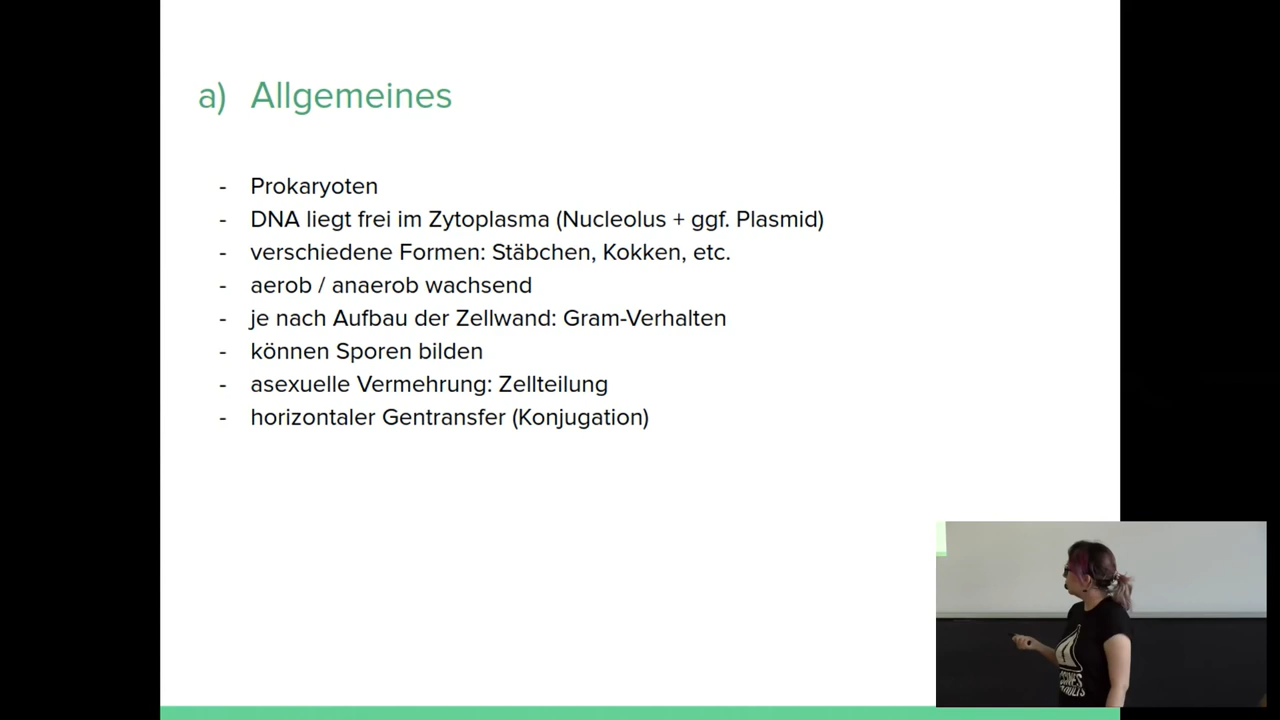 a) Allgemeines
- Prokaryoten
- DNA liegt frei im Zytoplasma (Nucleolus + ggf. Plasmid)
- verschiedene Formen: Stäbchen, Kokken, etc.
- aerob / anaerob wachsend
- je nach Aufbau der Zellwand: Gram-Verhalten
- können Sporen bilden
- asexuelle Vermehrung: Zellteilung
- horizontaler Gentransfer (Konjugation)